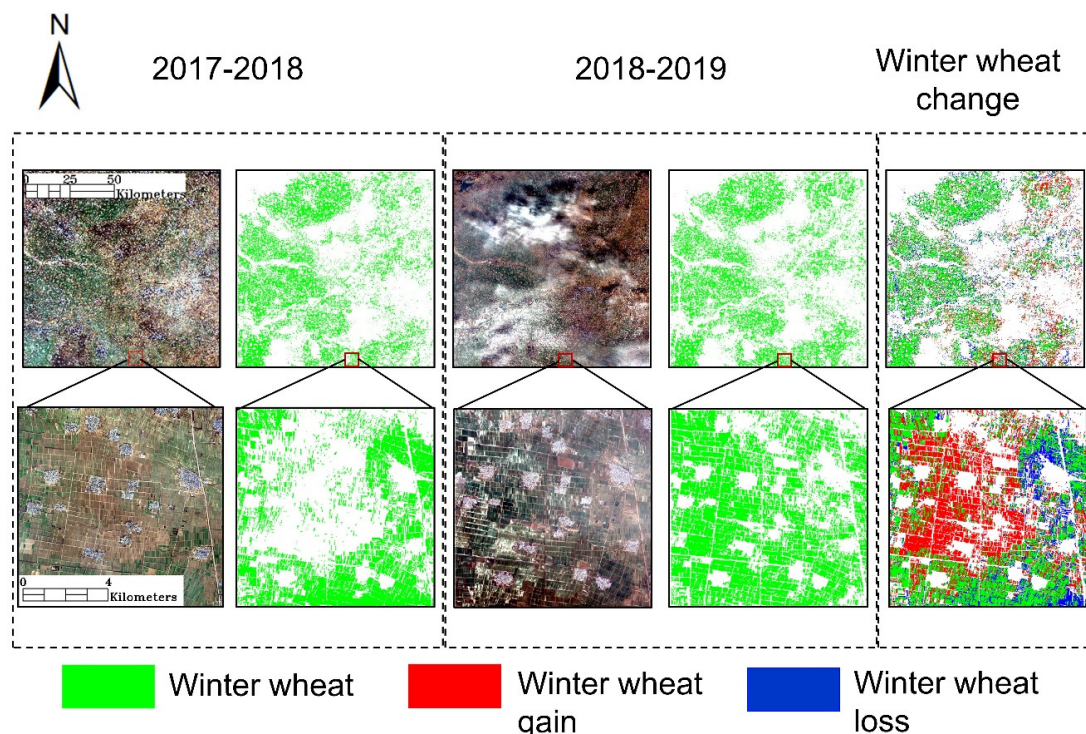 N
2017-2018
2018-2019
Winter wheat
change
0 25 50
Kilometers
0 4
Kilometers
Winter wheat
Winter wheat
gain
Winter wheat
loss